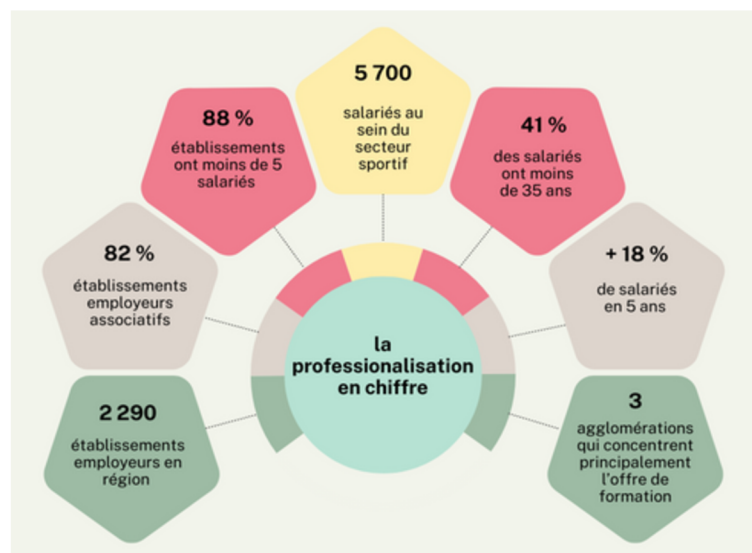 5 700
salariés au
sein du
secteur
sportif
88 %
établissements
ont moins de 5
salariés
41 %
des salariés
ont moins
de 35 ans
82 %
établissements
employeurs
associatifs
+ 18 %
de salariés
en 5 ans
la
professionalisation
en chiffre
2 290
établissements
employeurs en
région
3
agglomérations
qui concentrent
principalement
l'offre de
formation